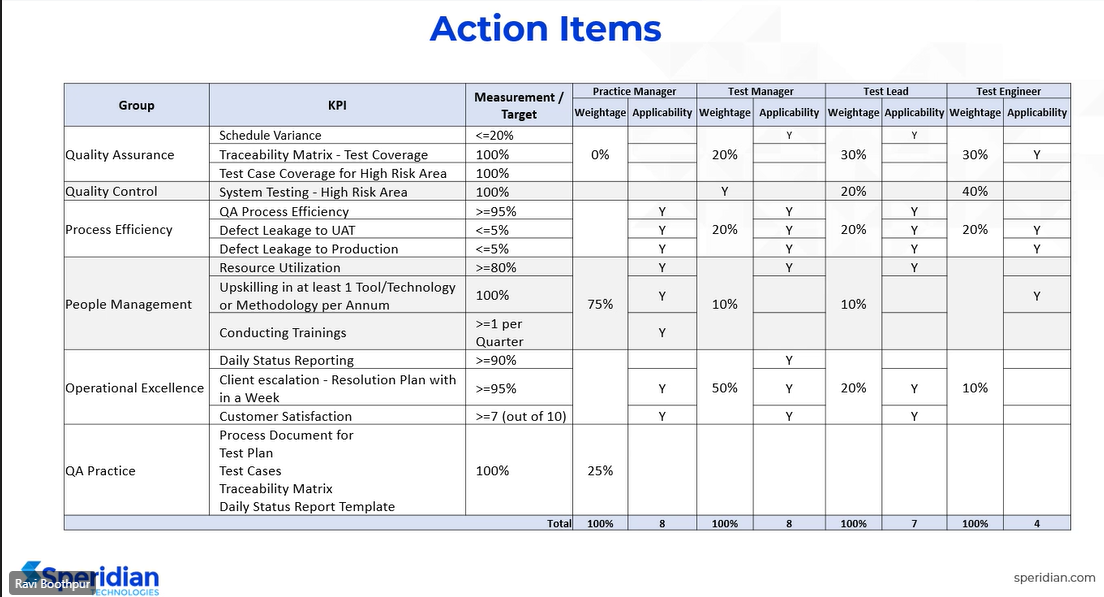 Action Items
Group KPI Measurement / Target Practice Manager Test Manager Test Lead Test Engineer
Weightage Applicability Weightage Applicability Weightage Applicability Weightage Applicability
Quality Assurance 0% 20% 30% 30%
Schedule Variance <=20% Y Y
Traceability Matrix - Test Coverage 100% Y
Test Case Coverage for High Risk Area 100%
Quality Control System Testing - High Risk Area 100% Y 20% 40%
Process Efficiency 20% 20% 20%
QA Process Efficiency >=95% Y Y Y
Defect Leakage to UAT <=5% Y Y Y Y
Defect Leakage to Production <=5% Y Y Y Y
People Management 75% 10% 10%
Resource Utilization >=80% Y Y Y
Upskilling in at least 1 Tool/Technology
or Methodology per Annum 100% Y Y
Conducting Trainings >=1 per
Quarter Y
Operational Excellence 50% 20% 10%
Daily Status Reporting >=90% Y
Client escalation - Resolution Plan with
in a Week >=95% Y Y Y
Customer Satisfaction >=7 (out of 10) Y Y Y
QA Practice 100% 25%
Process Document for
Test Plan
Test Cases
Traceability Matrix
Daily Status Report Template
Total 100% 8 100% 8 100% 7 100% 4
Speridian
TECHNOLOGIES
Ravi Boothpur
speridian.com